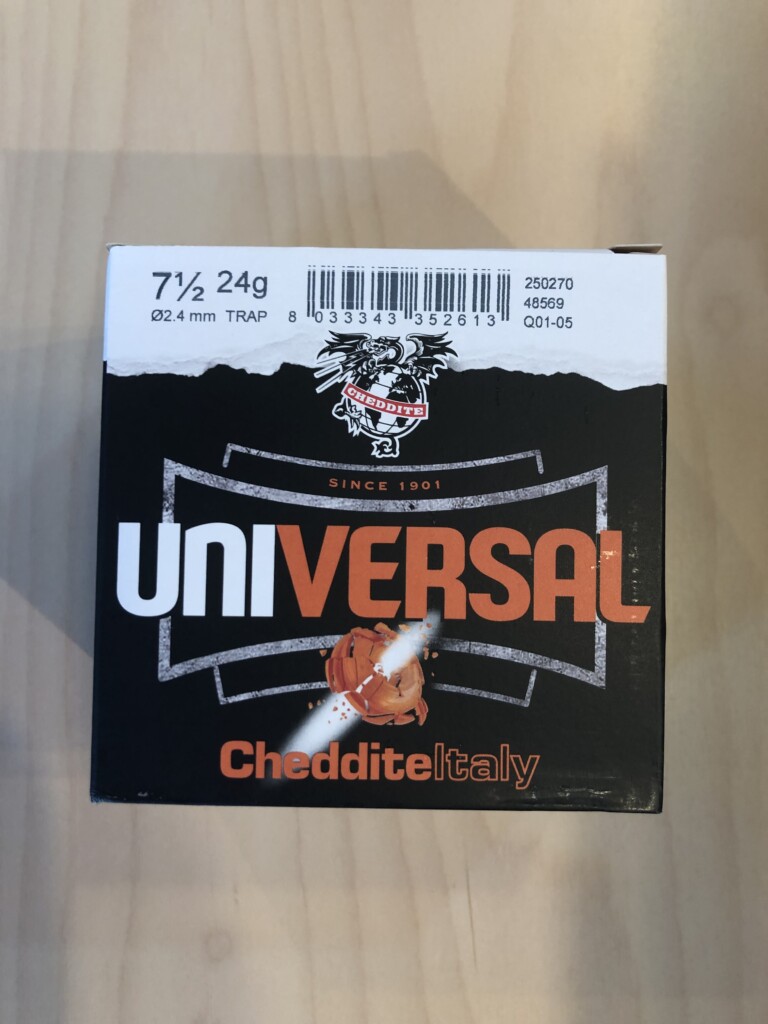 7½ 24g
Ø2.4 mm TRAP
8 033343 352613
250270
48569
Q01-05
CHEDDITE
SINCE 1901
UNIVERSAL
ChedditeItaly